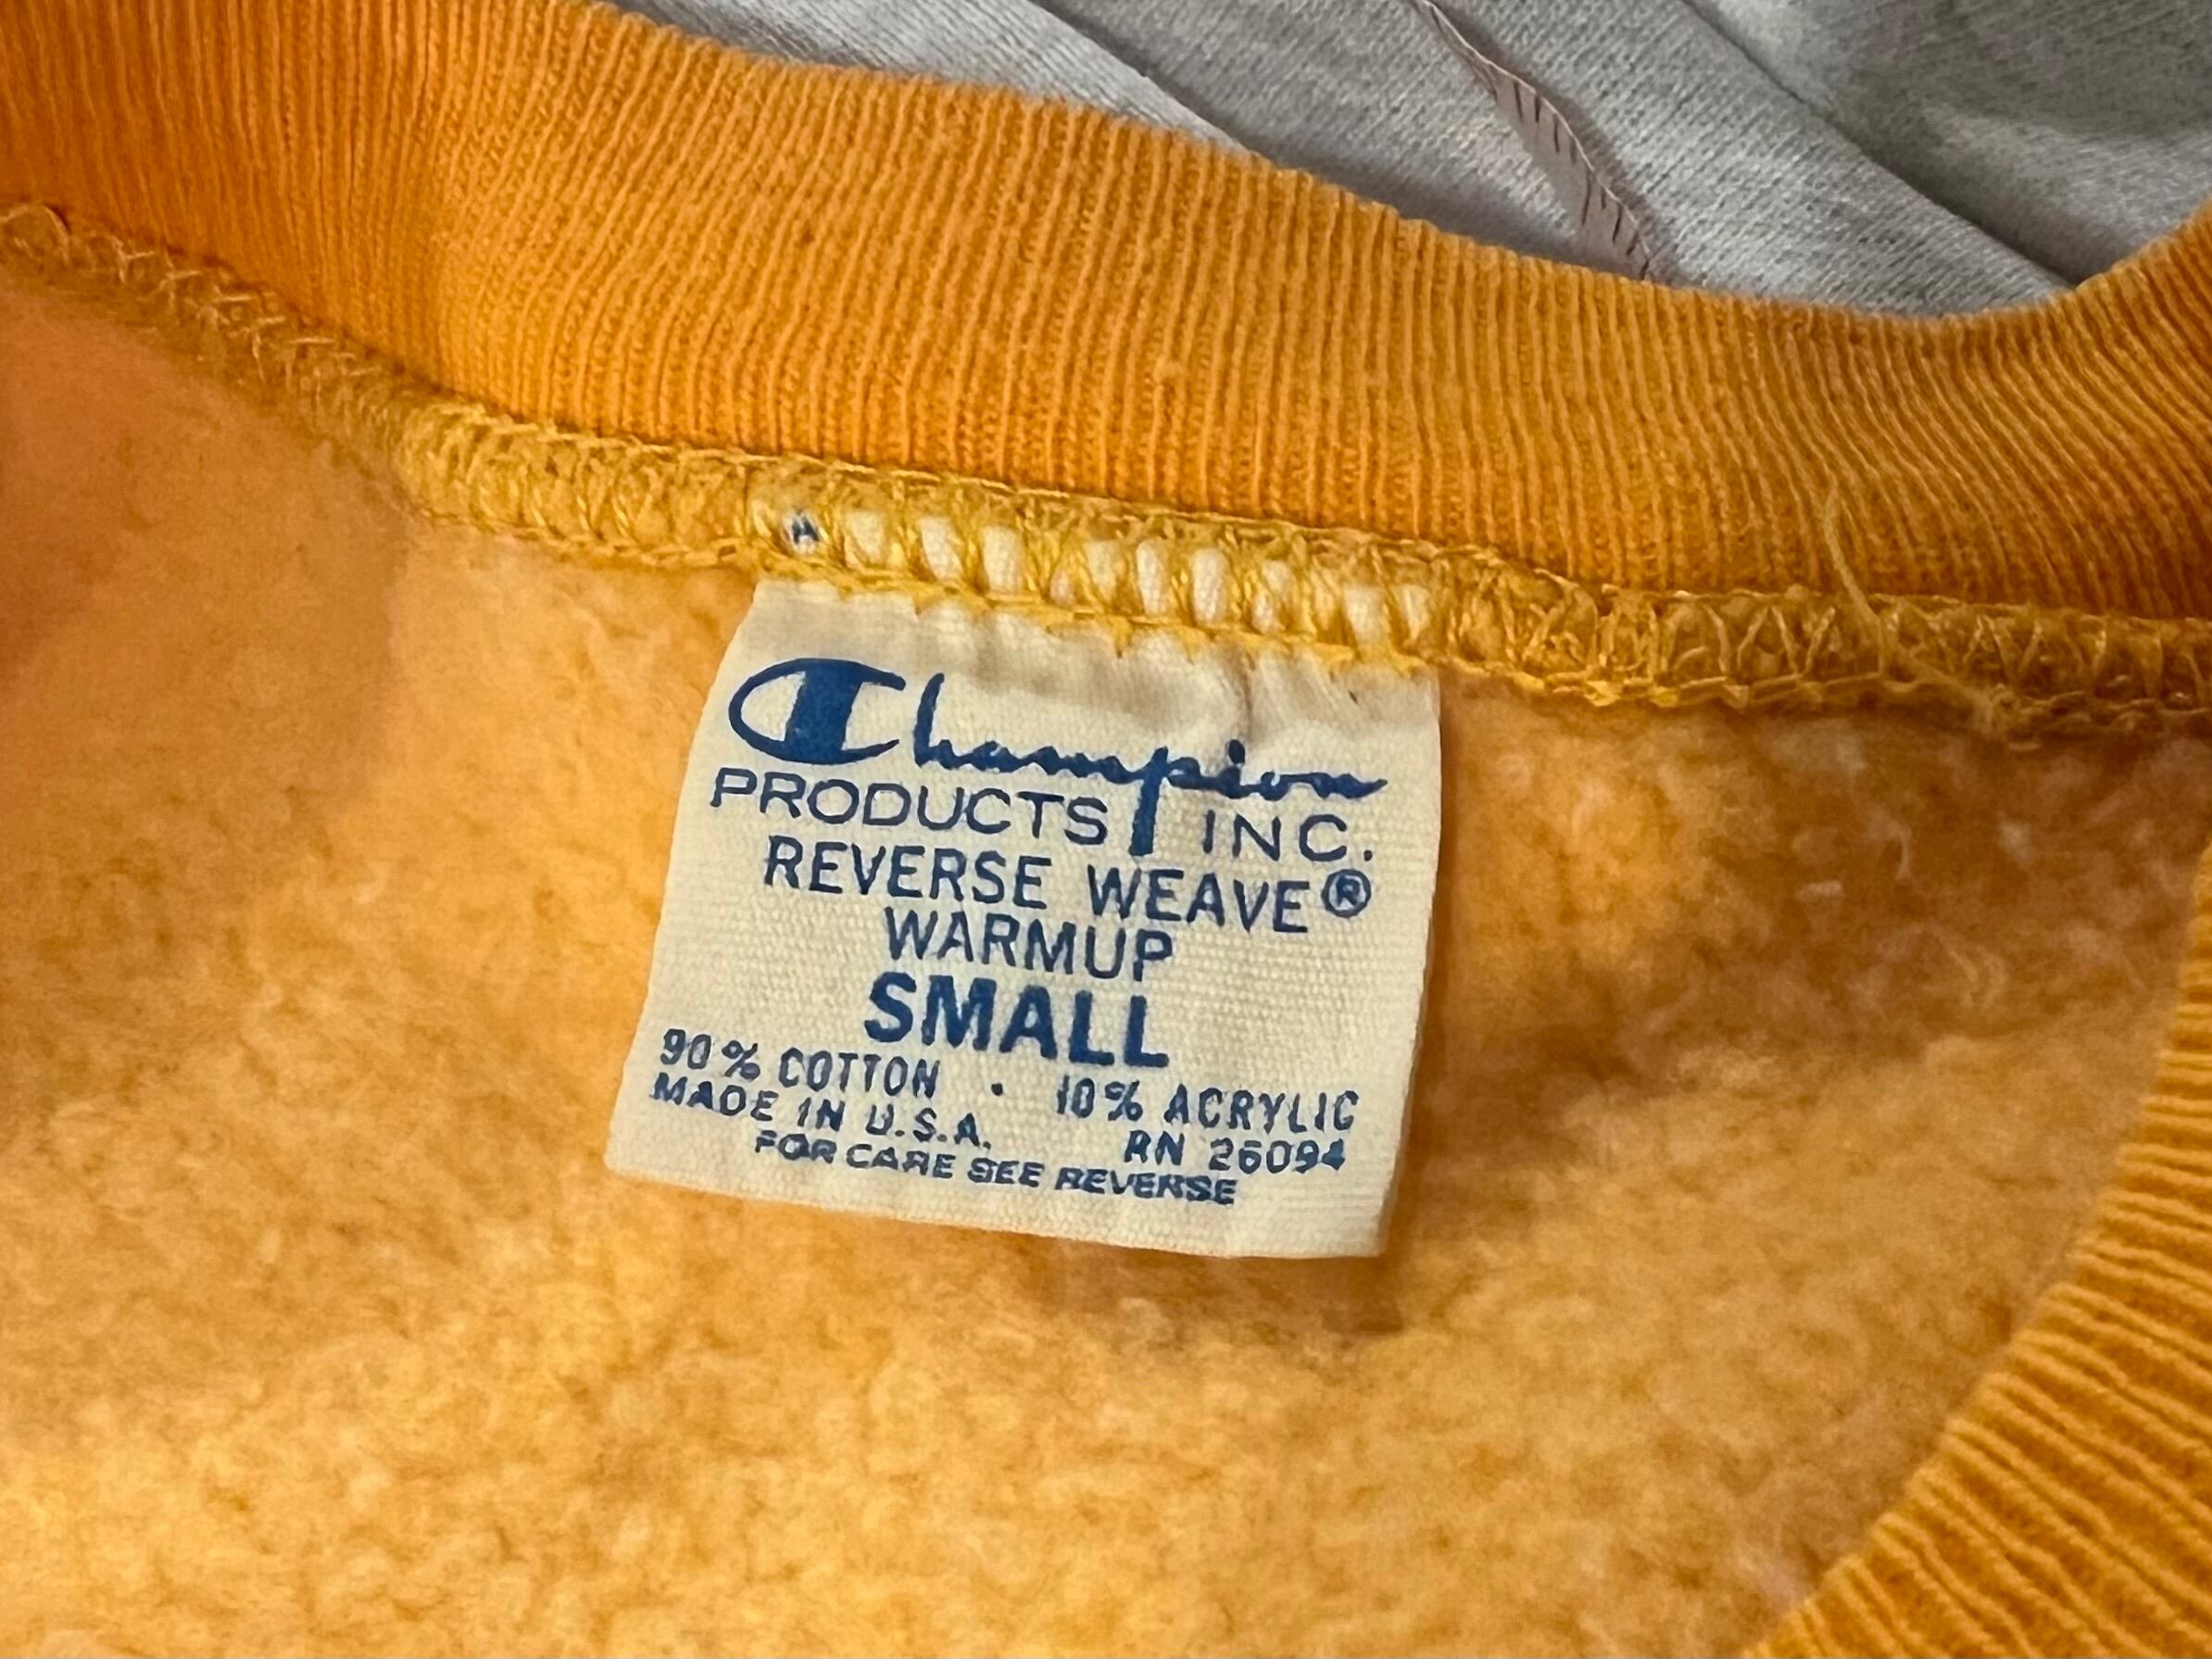 Champion
PRODUCTS INC.
REVERSE WEAVE®
WARMUP
SMALL
90% COTTON · 10% ACRYLIC
MADE IN U.S.A. RN 26094
FOR CARE SEE REVERSE